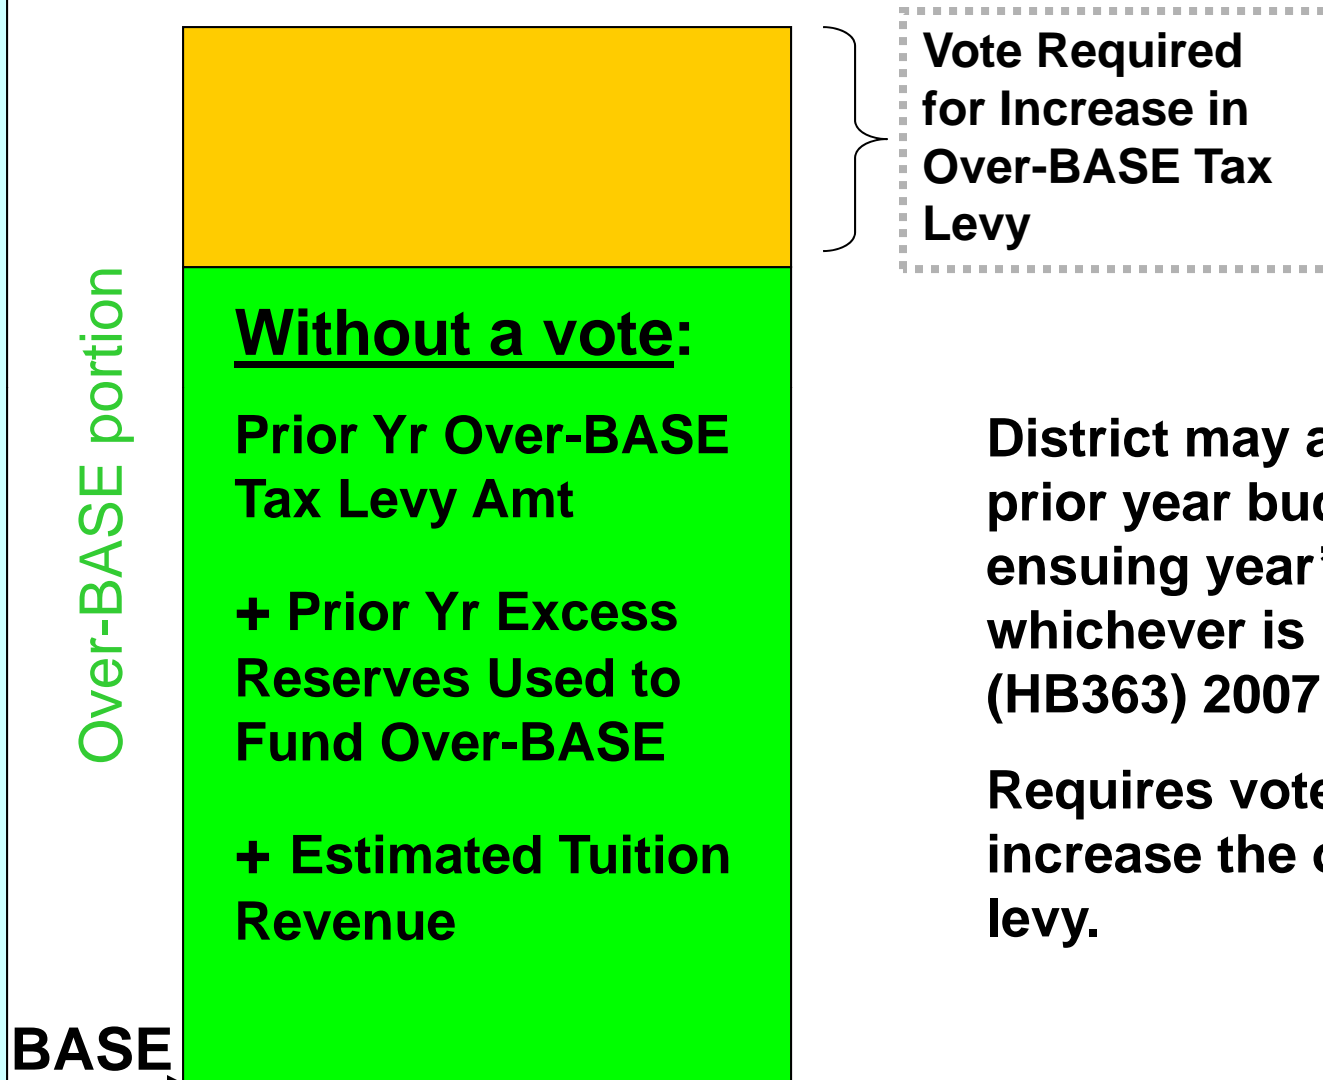 Vote Required
for Increase in
Over-BASE Tax
Levy
Over-BASE portion
Without a vote:
Prior Yr Over-BASE
Tax Levy Amt
+ Prior Yr Excess
Reserves Used to
Fund Over-BASE
+ Estimated Tuition
Revenue
District may
prior year
ensuing
whichever is
(HB363) 2007
Requires
increase the
levy.
BASE